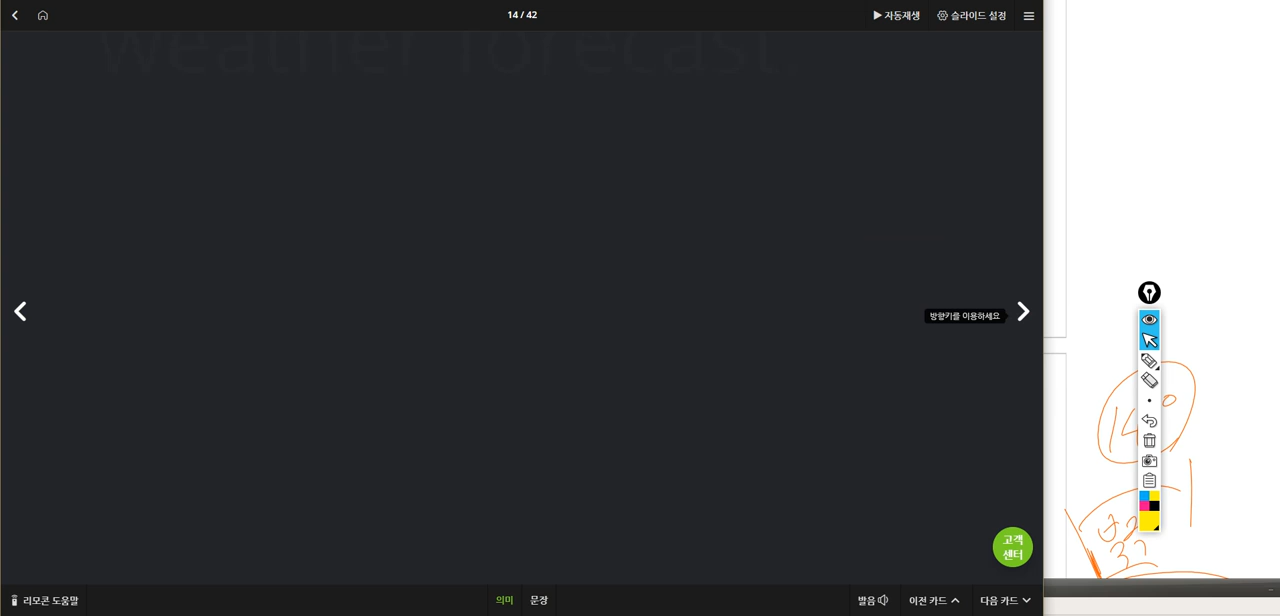 14 / 42
자동재생
슬라이드 설정
weather forecast.
방향키를 이용하세요
고객
센터
리모콘 도움말
의미
문장
발음
이전 카드
다음 카드